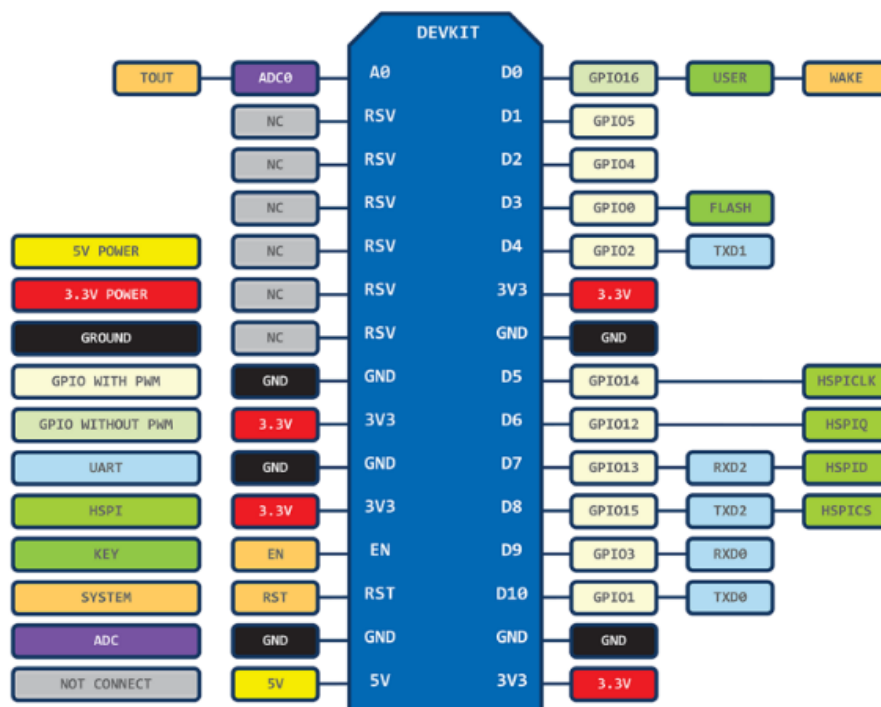 DEVKIT
TOUT ADC0 A0 D0 GPIO16 USER WAKE
NC RSV D1 GPIO5
NC RSV D2 GPIO4
NC RSV D3 GPIO0 FLASH
5V POWER NC RSV D4 GPIO2 TXD1
3.3V POWER NC RSV 3V3 3.3V
GROUND NC RSV GND GND
GPIO WITH PWM GND GND D5 GPIO14 HSPICLK
GPIO WITHOUT PWM 3.3V 3V3 D6 GPIO12 HSPIQ
UART GND GND D7 GPIO13 RXD2 HSPID
HSPI 3.3V 3V3 D8 GPIO15 TXD2 HSPICS
KEY EN EN D9 GPIO3 RXD0
SYSTEM RST RST D10 GPIO1 TXD0
ADC GND GND GND GND
NOT CONNECT 5V 5V 3V3 3.3V